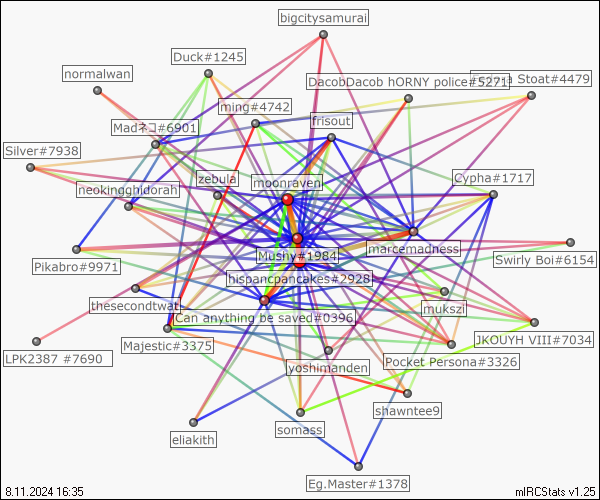 bigcitysamurai
Duck#1245
normalwan
DacobDacob hORNY police#5271
Stoat#4479
ming#4742
Madネコ#6901
frisout
Silver#7938
zebula
moonraven
Cypha#1717
neokingghidorah
Mushy#1984
marcemadness
Pikabro#9971
Swirly Boi#6154
hispancpancakes#2928
thesecondtwat
mukszi
Can anything be saved#0396
LPK2387 #7690
Majestic#3375
JKOUYH VIII#7034
yoshimanden
Pocket Persona#3326
shawntee9
somass
eliakith
Eg.Master#1378
8.11.2024 16:35
mIRCStats v1.25